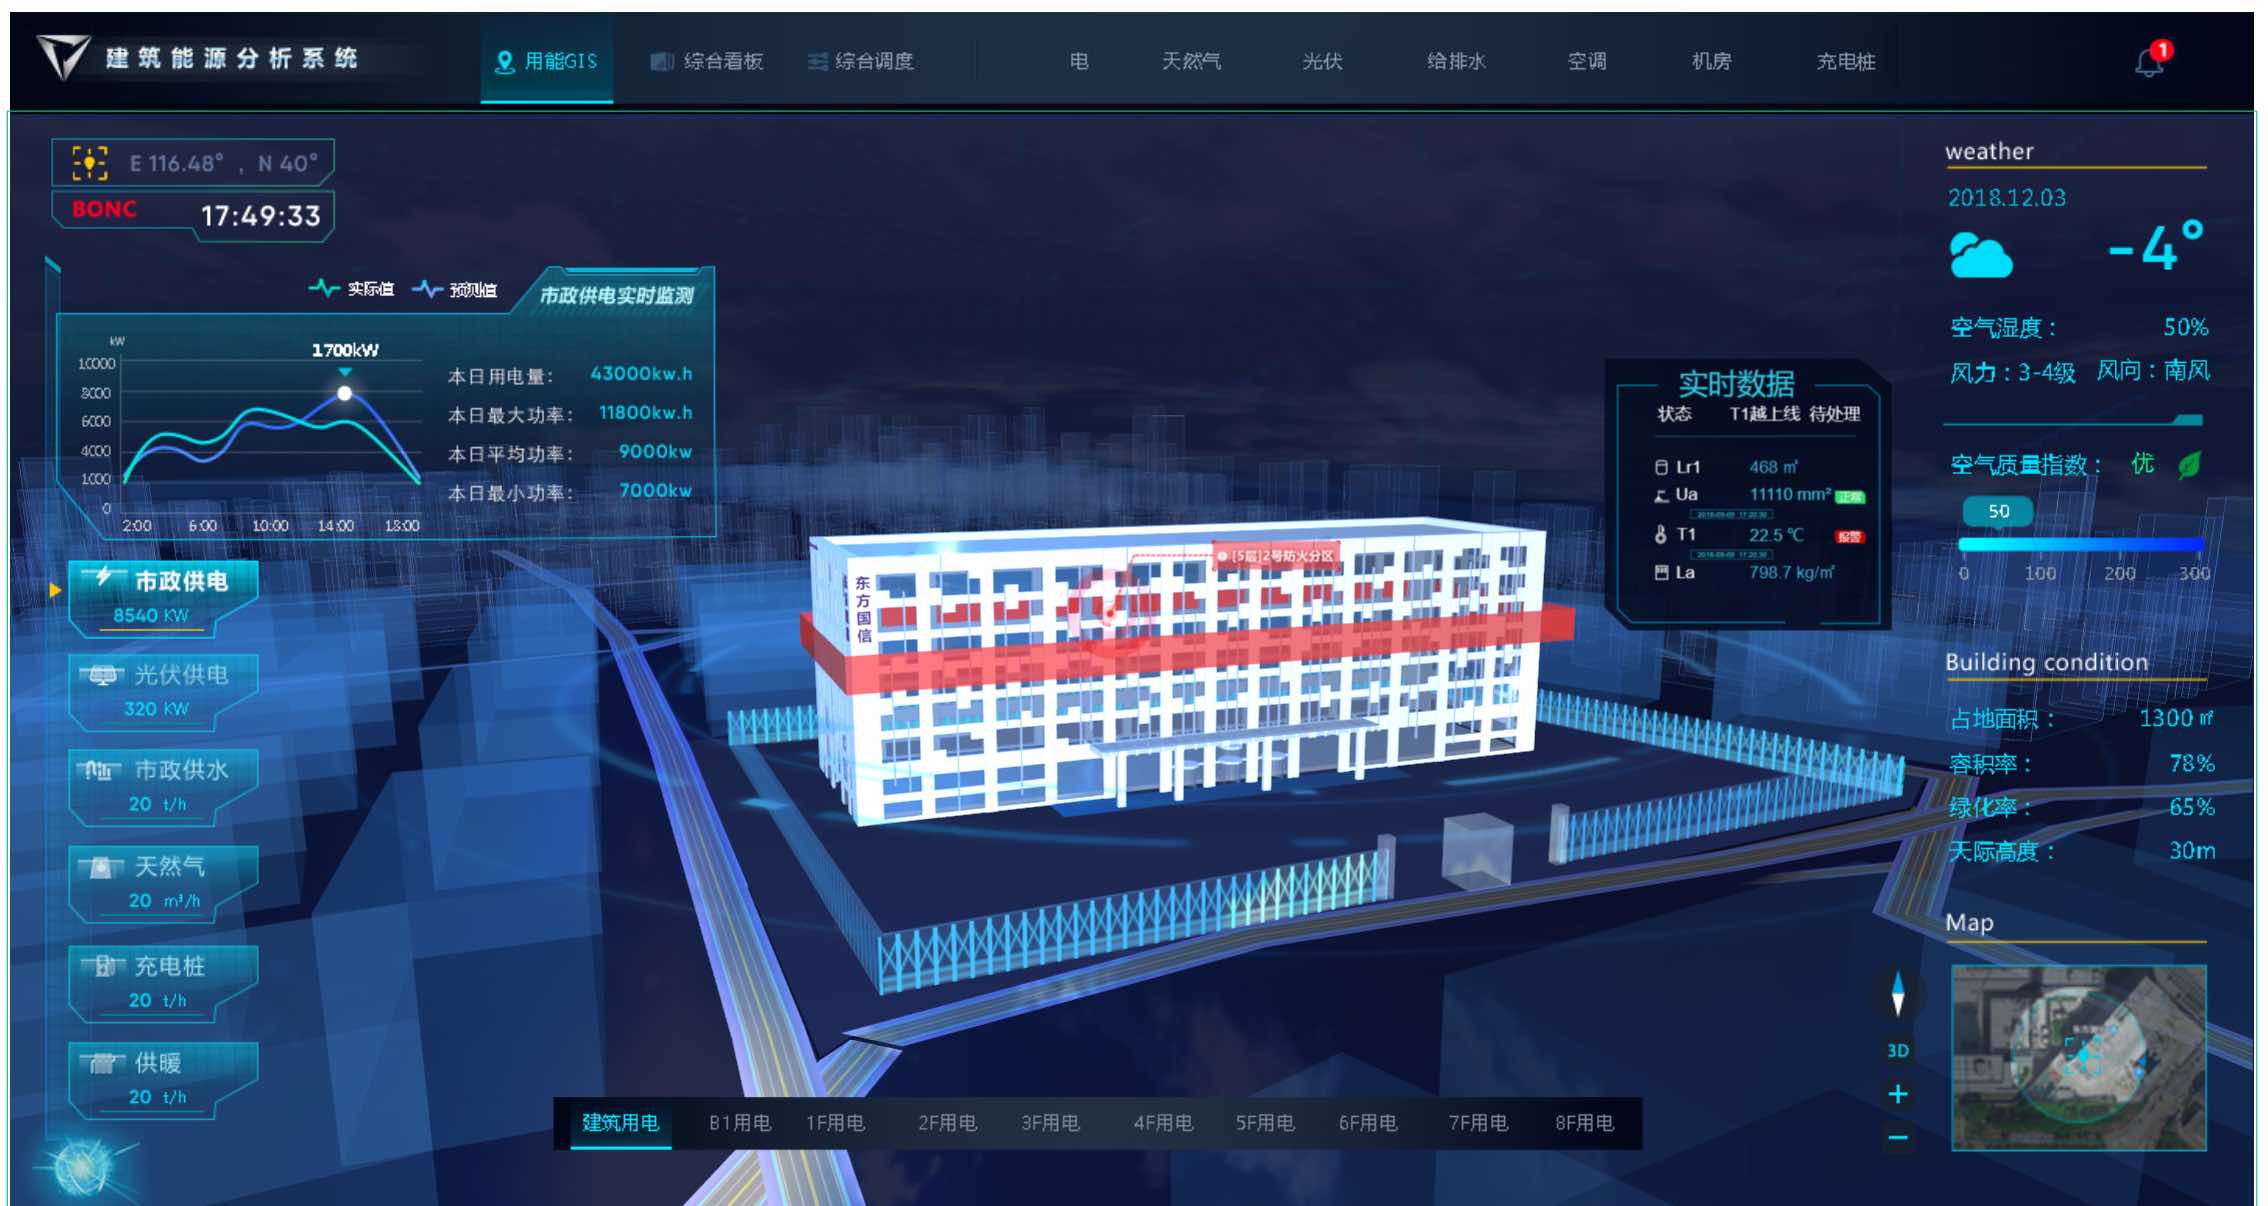 建筑能源分析系统
用能GIS 综合看板 综合调度 电 天然气 光伏 给排水 空调 机房 充电桩 1
E 116.48° , N 40°
BONC 17:49:33
实际值 预测值 市政供电实时监测
kW
10000
8000
6000
4000
1000
0
2:00 6:00 10:00 14:00 18:00
1700kW
本日用电量: 43000kw.h
本日最大功率: 11800kw.h
本日平均功率: 9000kw
本日最小功率: 7000kw
市政供电
8540 KW
光伏供电
320 KW
市政供水
20 t/h
天然气
20 m³/h
充电桩
20 t/h
供暖
20 t/h
东方国信
[5层]2号防火分区
实时数据
状态 T1越上线 待处理
Lr1 468 ㎡
Ua 11110 mm² 正常
T1 22.5 ℃ 报警
La 798.7 kg/㎡
weather
2018.12.03
-4°
空气湿度: 50%
风力:3-4级 风向:南风
空气质量指数: 优
50
0 100 200 300
Building condition
占地面积: 1300 ㎡
容积率: 78%
绿化率: 65%
天际高度: 30m
Map
3D
+
−
建筑用电 B1用电 1F用电 2F用电 3F用电 4F用电 5F用电 6F用电 7F用电 8F用电